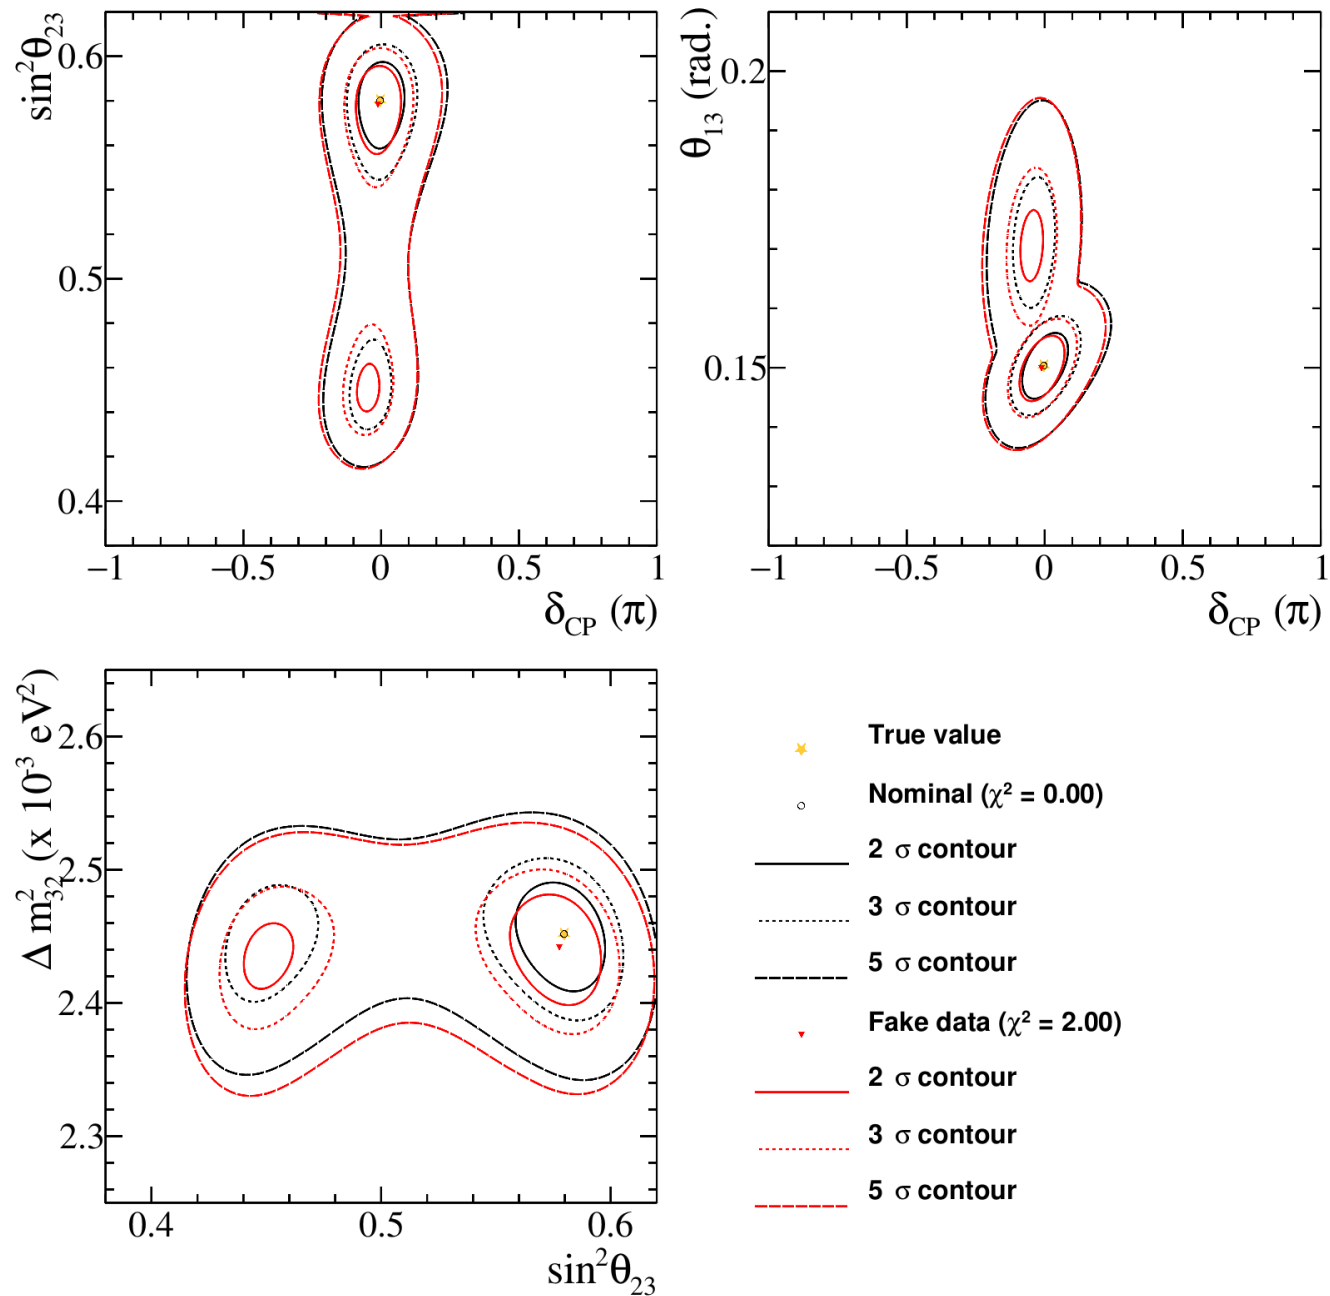 sin²θ₂₃
0.6
0.5
0.4
−1 −0.5 0 0.5 1
δ_CP (π)
θ₁₃ (rad.)
0.2
0.15
−1 −0.5 0 0.5 1
δ_CP (π)
Δ m²₃₂ (x 10⁻³ eV²)
2.6
2.5
2.4
2.3
0.4 0.5 0.6
sin²θ₂₃
True value
Nominal (χ² = 0.00)
2 σ contour
3 σ contour
5 σ contour
Fake data (χ² = 2.00)
2 σ contour
3 σ contour
5 σ contour